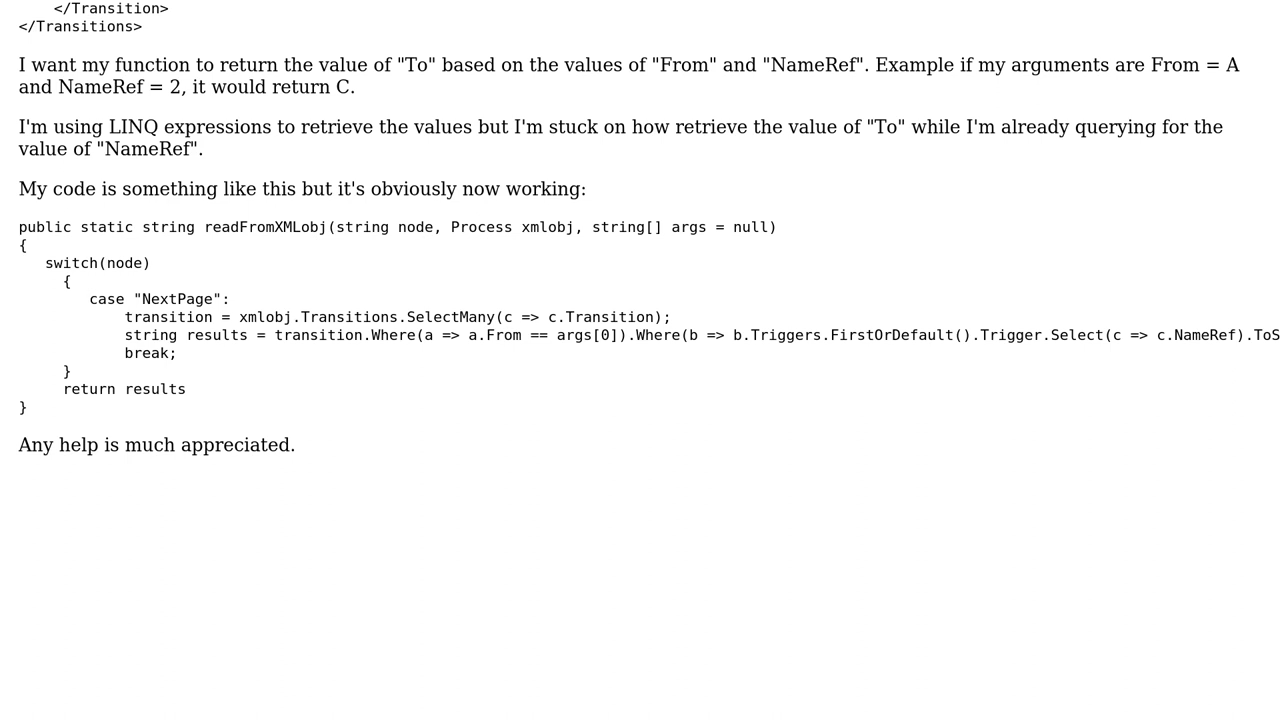 </Transition>
</Transitions>
I want my function to return the value of "To" based on the values of "From" and "NameRef". Example if my arguments are From = A
and NameRef = 2, it would return C.
I'm using LINQ expressions to retrieve the values but I'm stuck on how retrieve the value of "To" while I'm already querying for the
value of "NameRef".
My code is something like this but it's obviously now working:
public static string readFromXMLobj(string node, Process xmlobj, string[] args = null)
{
   switch(node)
     {
        case "NextPage":
            transition = xmlobj.Transitions.SelectMany(c => c.Transition);
            string results = transition.Where(a => a.From == args[0]).Where(b => b.Triggers.FirstOrDefault().Trigger.Select(c => c.NameRef).ToS
            break;
     }
     return results
}
Any help is much appreciated.